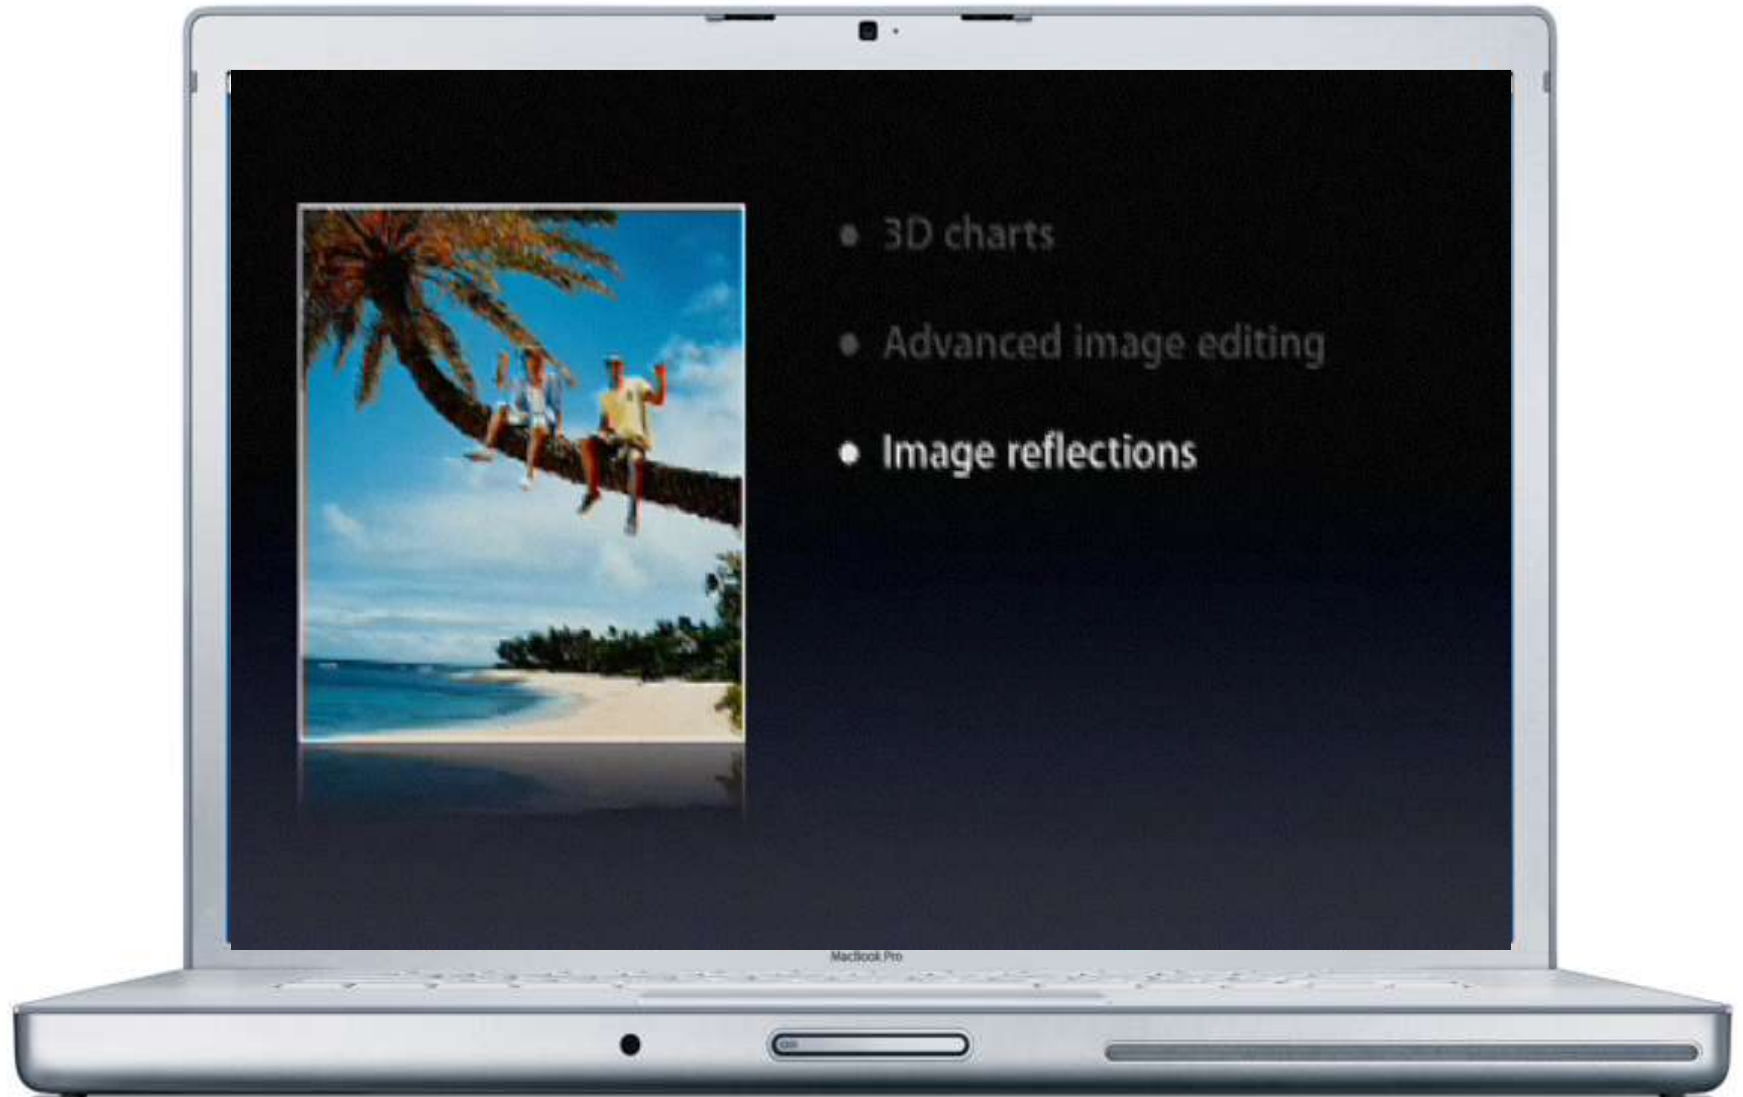 • 3D charts
• Advanced image editing
• Image reflections
MacBook Pro